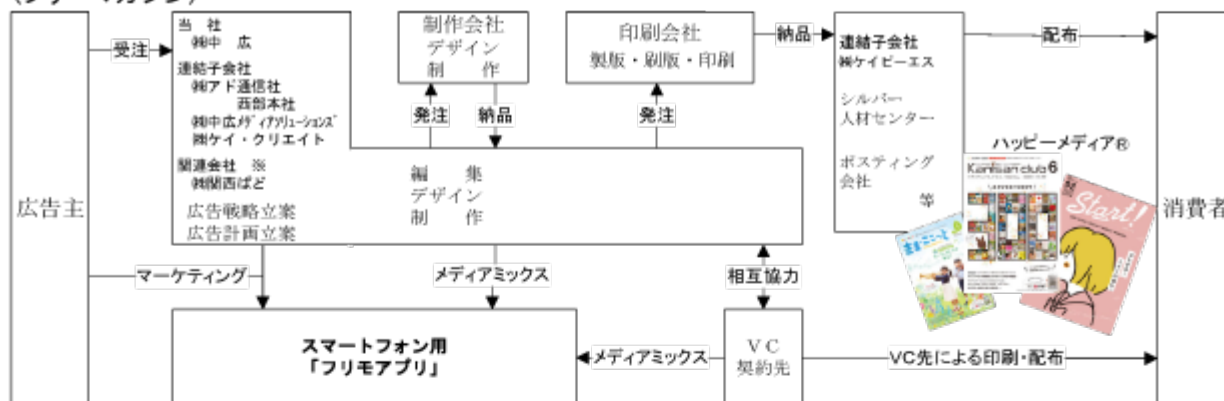 (フリーマガジン)
広告主
受注
当 社
㈱中 広
連結子会社
㈱アド通信社
西部本社
㈱中広メディアソリューションズ
㈱ケイ・クリエイト
関連会社 ※
㈱関西ぱど
広告戦略立案
広告計画立案
制作会社
デザイン
制 作
発注
納品
編 集
デザイン
制 作
印刷会社
製版・刷版・印刷
発注
納品
連結子会社
㈱ケイピーエス
シルバー
人材センター
ポスティング
会社
等
配布
ハッピーメディア®
Kanisan club 6
Start!
消費者
マーケティング
メディアミックス
相互協力
スマートフォン用
「フリモアプリ」
メディアミックス
VC
契約先
VC先による印刷・配布